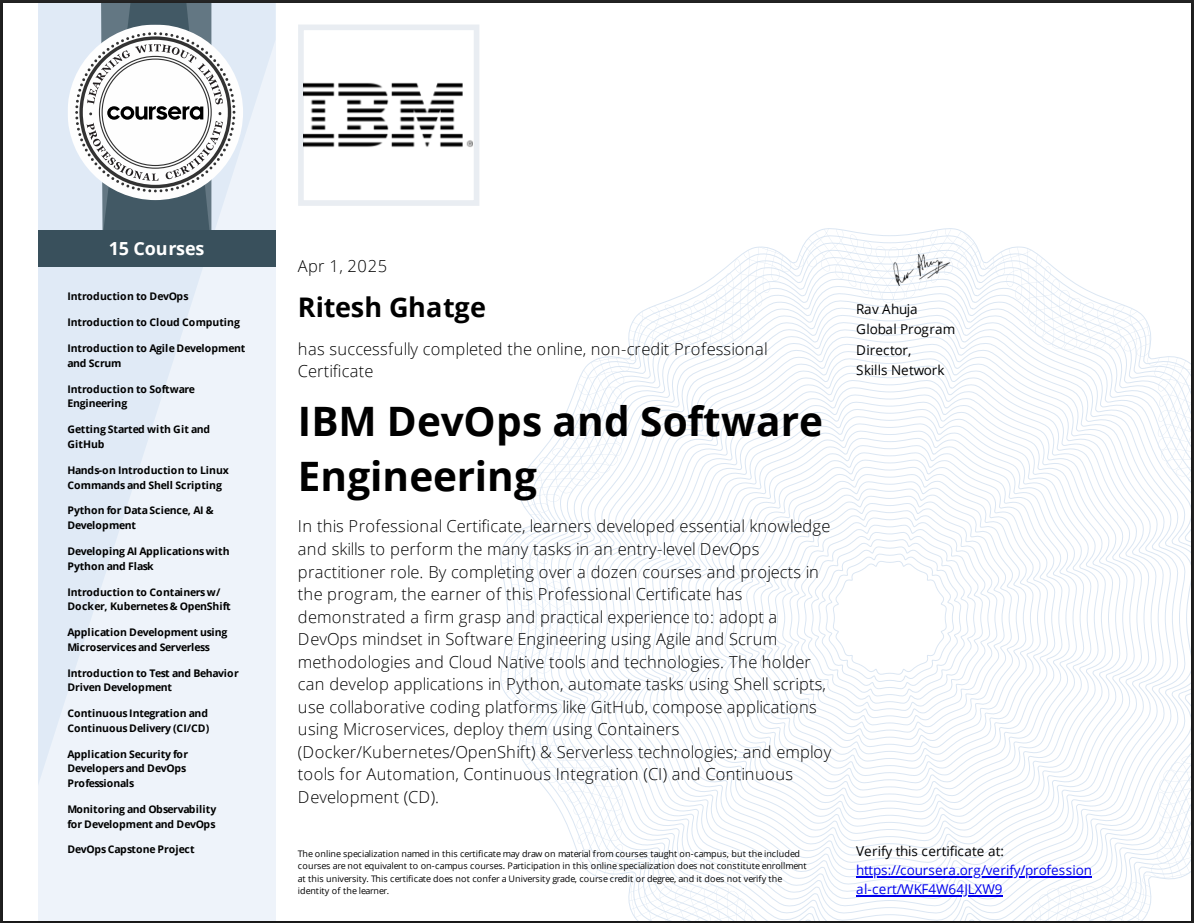 LEARNING WITHOUT LIMITS
coursera
PROFESSIONAL CERTIFICATE
IBM®
15 Courses
Introduction to DevOps
Introduction to Cloud Computing
Introduction to Agile Development
and Scrum
Introduction to Software
Engineering
Getting Started with Git and
GitHub
Hands-on Introduction to Linux
Commands and Shell Scripting
Python for Data Science, AI &
Development
Developing AI Applications with
Python and Flask
Introduction to Containers w/
Docker, Kubernetes & OpenShift
Application Development using
Microservices and Serverless
Introduction to Test and Behavior
Driven Development
Continuous Integration and
Continuous Delivery (CI/CD)
Application Security for
Developers and DevOps
Professionals
Monitoring and Observability
for Development and DevOps
DevOps Capstone Project
Apr 1, 2025
Ritesh Ghatge
has successfully completed the online, non-credit Professional
Certificate
IBM DevOps and Software
Engineering
In this Professional Certificate, learners developed essential knowledge
and skills to perform the many tasks in an entry-level DevOps
practitioner role. By completing over a dozen courses and projects in
the program, the earner of this Professional Certificate has
demonstrated a firm grasp and practical experience to: adopt a
DevOps mindset in Software Engineering using Agile and Scrum
methodologies and Cloud Native tools and technologies. The holder
can develop applications in Python, automate tasks using Shell scripts,
use collaborative coding platforms like GitHub, compose applications
using Microservices, deploy them using Containers
(Docker/Kubernetes/OpenShift) & Serverless technologies; and employ
tools for Automation, Continuous Integration (CI) and Continuous
Development (CD).
The online specialization named in this certificate may draw on material from courses taught on-campus, but the included
courses are not equivalent to on-campus courses. Participation in this online specialization does not constitute enrollment
at this university. This certificate does not confer a University grade, course credit or degree, and it does not verify the
identity of the learner.
Rav Ahuja
Rav Ahuja
Global Program
Director,
Skills Network
Verify this certificate at:
https://coursera.org/verify/profession
al-cert/WKF4W64JLXW9